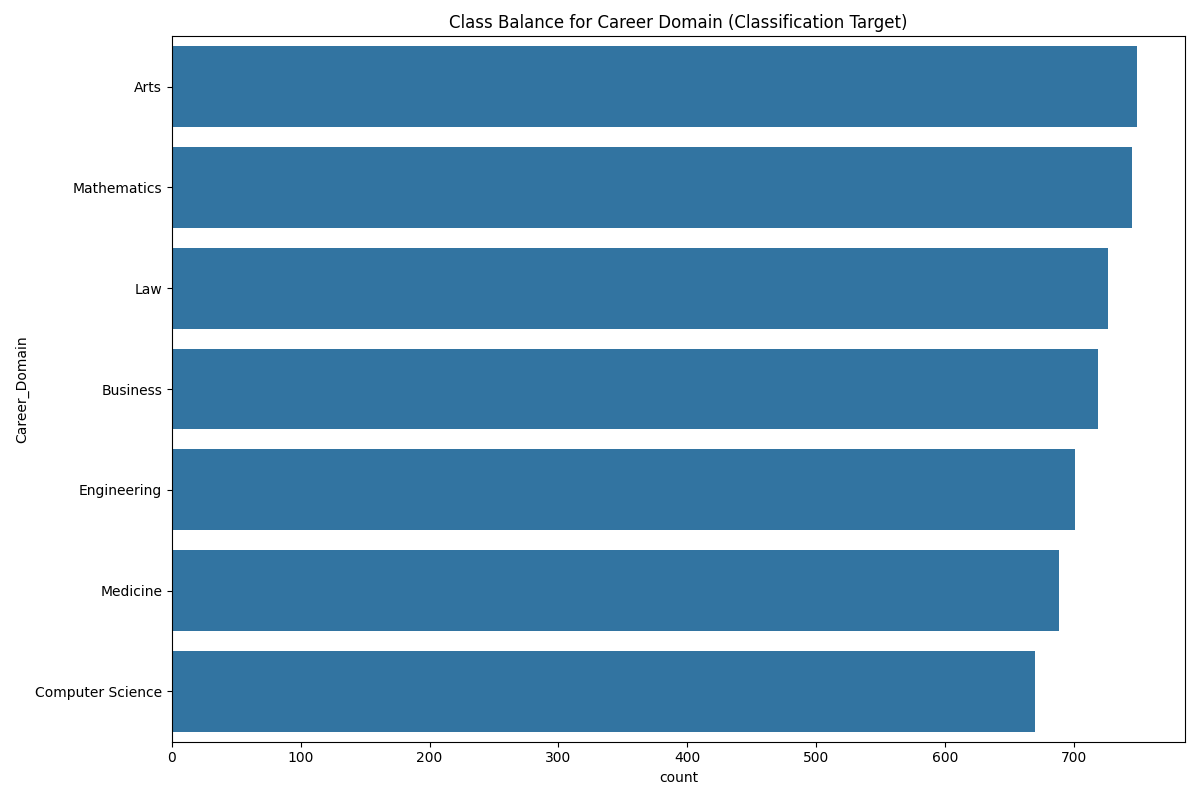 Class Balance for Career Domain (Classification Target)
Arts
Mathematics
Law
Business
Engineering
Medicine
Computer Science
Career_Domain
0 100 200 300 400 500 600 700
count